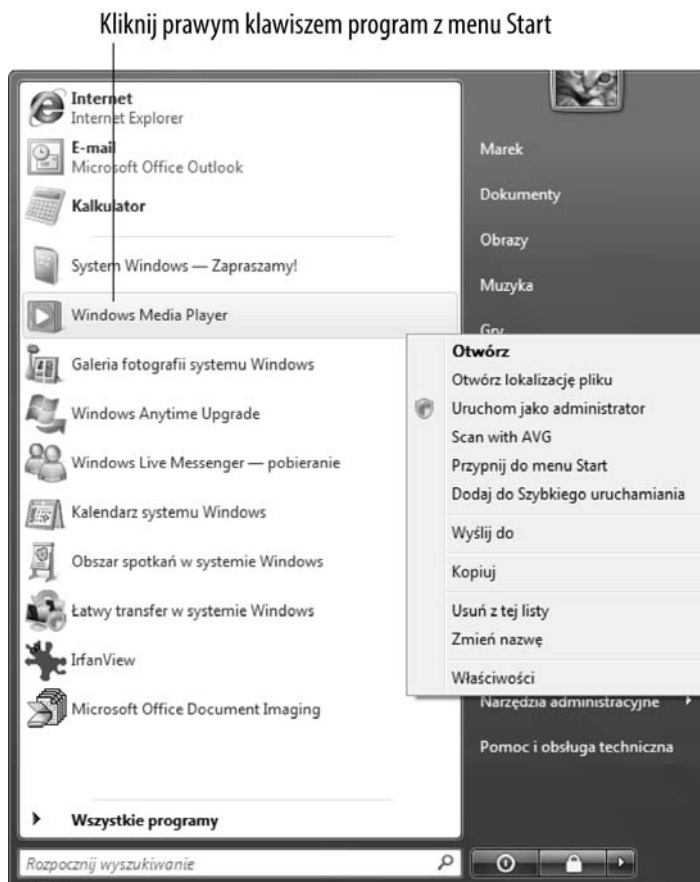 Kliknij prawym klawiszem program z menu Start
Internet
Internet Explorer
E-mail
Microsoft Office Outlook
Kalkulator
System Windows — Zapraszamy!
Windows Media Player
Galeria fotografii systemu Windows
Windows Anytime Upgrade
Windows Live Messenger — pobieranie
Kalendarz systemu Windows
Obszar spotkań w systemie Windows
Łatwy transfer w systemie Windows
IrfanView
Microsoft Office Document Imaging
Wszystkie programy
Rozpocznij wyszukiwanie
Marek
Dokumenty
Obrazy
Muzyka
Gry
Otwórz
Otwórz lokalizację pliku
Uruchom jako administrator
Scan with AVG
Przypnij do menu Start
Dodaj do Szybkiego uruchamiania
Wyślij do
Kopiuj
Usuń z tej listy
Zmień nazwę
Właściwości
Narzędzia administracyjne
Pomoc i obsługa techniczna